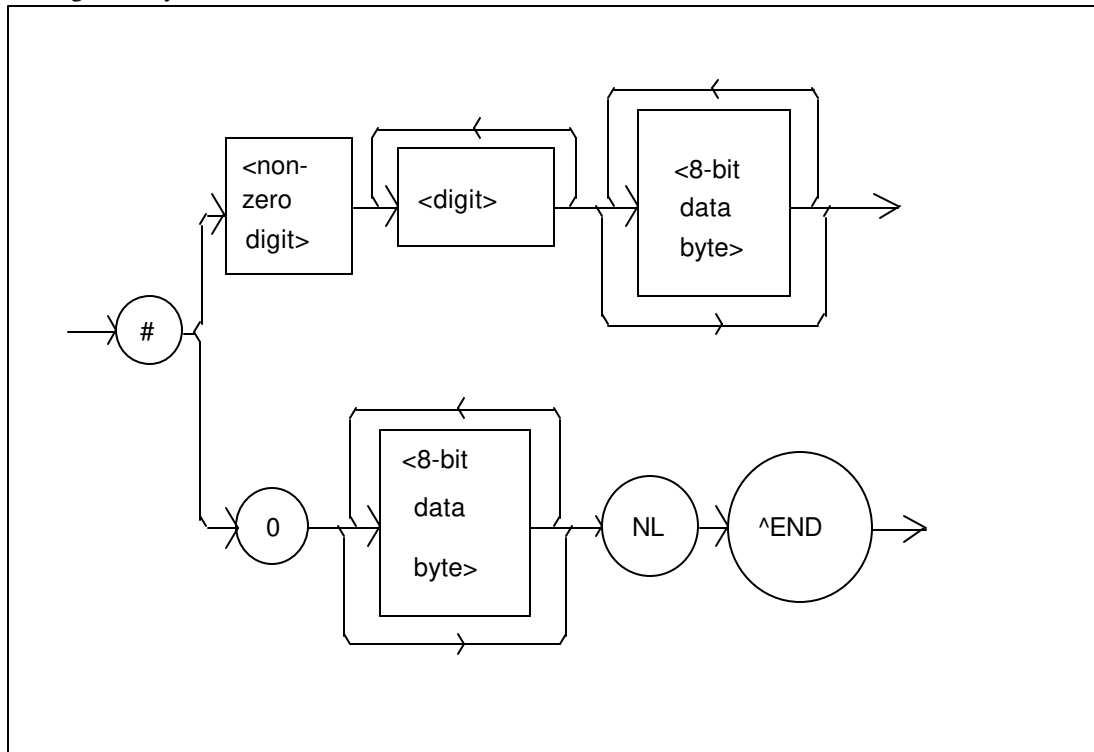 <non-
zero
digit>
<digit>
<8-bit
data
byte>
#
0
<8-bit
data
byte>
NL
^END